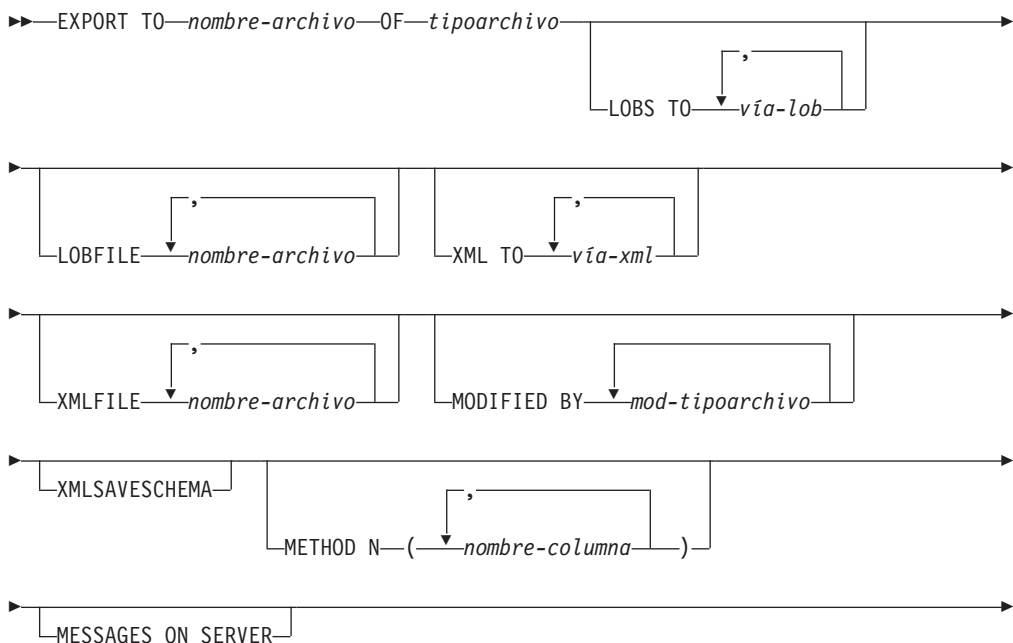 EXPORT TO nombre-archivo OF tipoarchivo
,
LOBS TO vía-lob
, ,
LOBFILE nombre-archivo XML TO vía-xml
,
XMLFILE nombre-archivo MODIFIED BY mod-tipoarchivo
XMLSAVESCHEMA
,
METHOD N ( nombre-columna )
MESSAGES ON SERVER